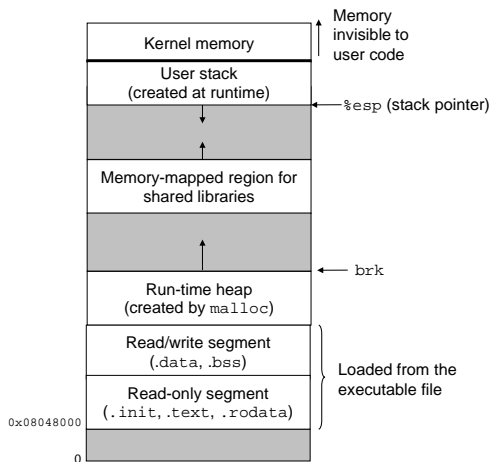 Memory
invisible to
user code
Kernel memory
User stack
(created at runtime)
%esp (stack pointer)
Memory-mapped region for
shared libraries
brk
Run-time heap
(created by malloc)
Read/write segment
(.data, .bss)
Loaded from the
executable file
Read-only segment
(.init, .text, .rodata)
0x08048000
0